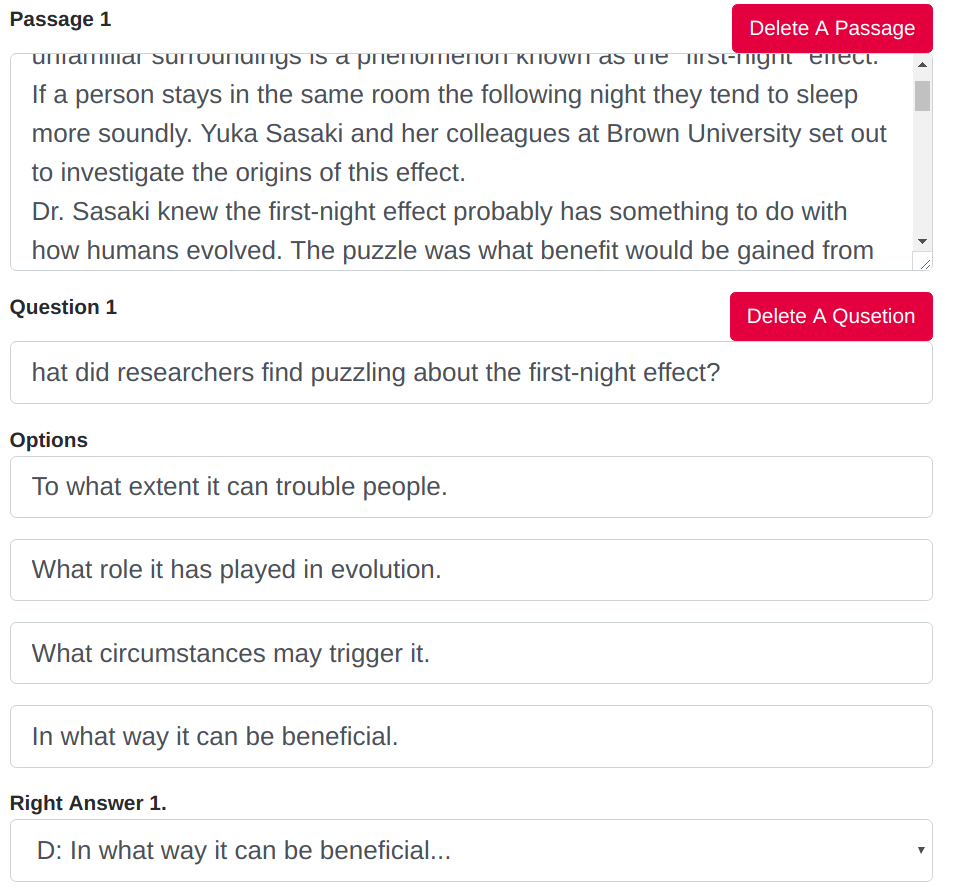 Passage 1
Delete A Passage
unfamiliar surroundings is a phenomenon known as the "first-night" effect.
If a person stays in the same room the following night they tend to sleep
more soundly. Yuka Sasaki and her colleagues at Brown University set out
to investigate the origins of this effect.
Dr. Sasaki knew the first-night effect probably has something to do with
how humans evolved. The puzzle was what benefit would be gained from
Question 1
Delete A Qusetion
hat did researchers find puzzling about the first-night effect?
Options
To what extent it can trouble people.
What role it has played in evolution.
What circumstances may trigger it.
In what way it can be beneficial.
Right Answer 1.
D: In what way it can be beneficial...